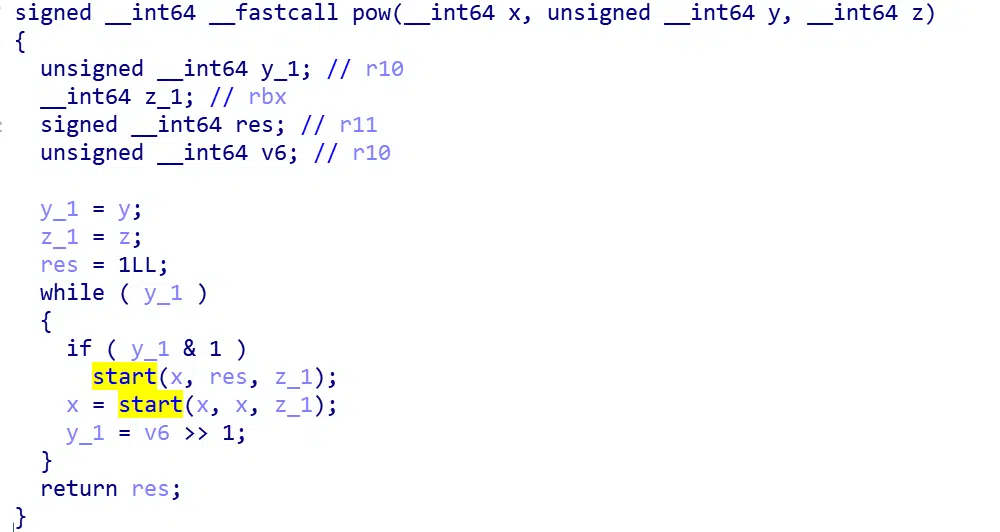 signed __int64 __fastcall pow(__int64 x, unsigned __int64 y, __int64 z)
{
  unsigned __int64 y_1; // r10
  __int64 z_1; // rbx
  signed __int64 res; // r11
  unsigned __int64 v6; // r10

  y_1 = y;
  z_1 = z;
  res = 1LL;
  while ( y_1 )
  {
    if ( y_1 & 1 )
      start(x, res, z_1);
    x = start(x, x, z_1);
    y_1 = v6 >> 1;
  }
  return res;
}